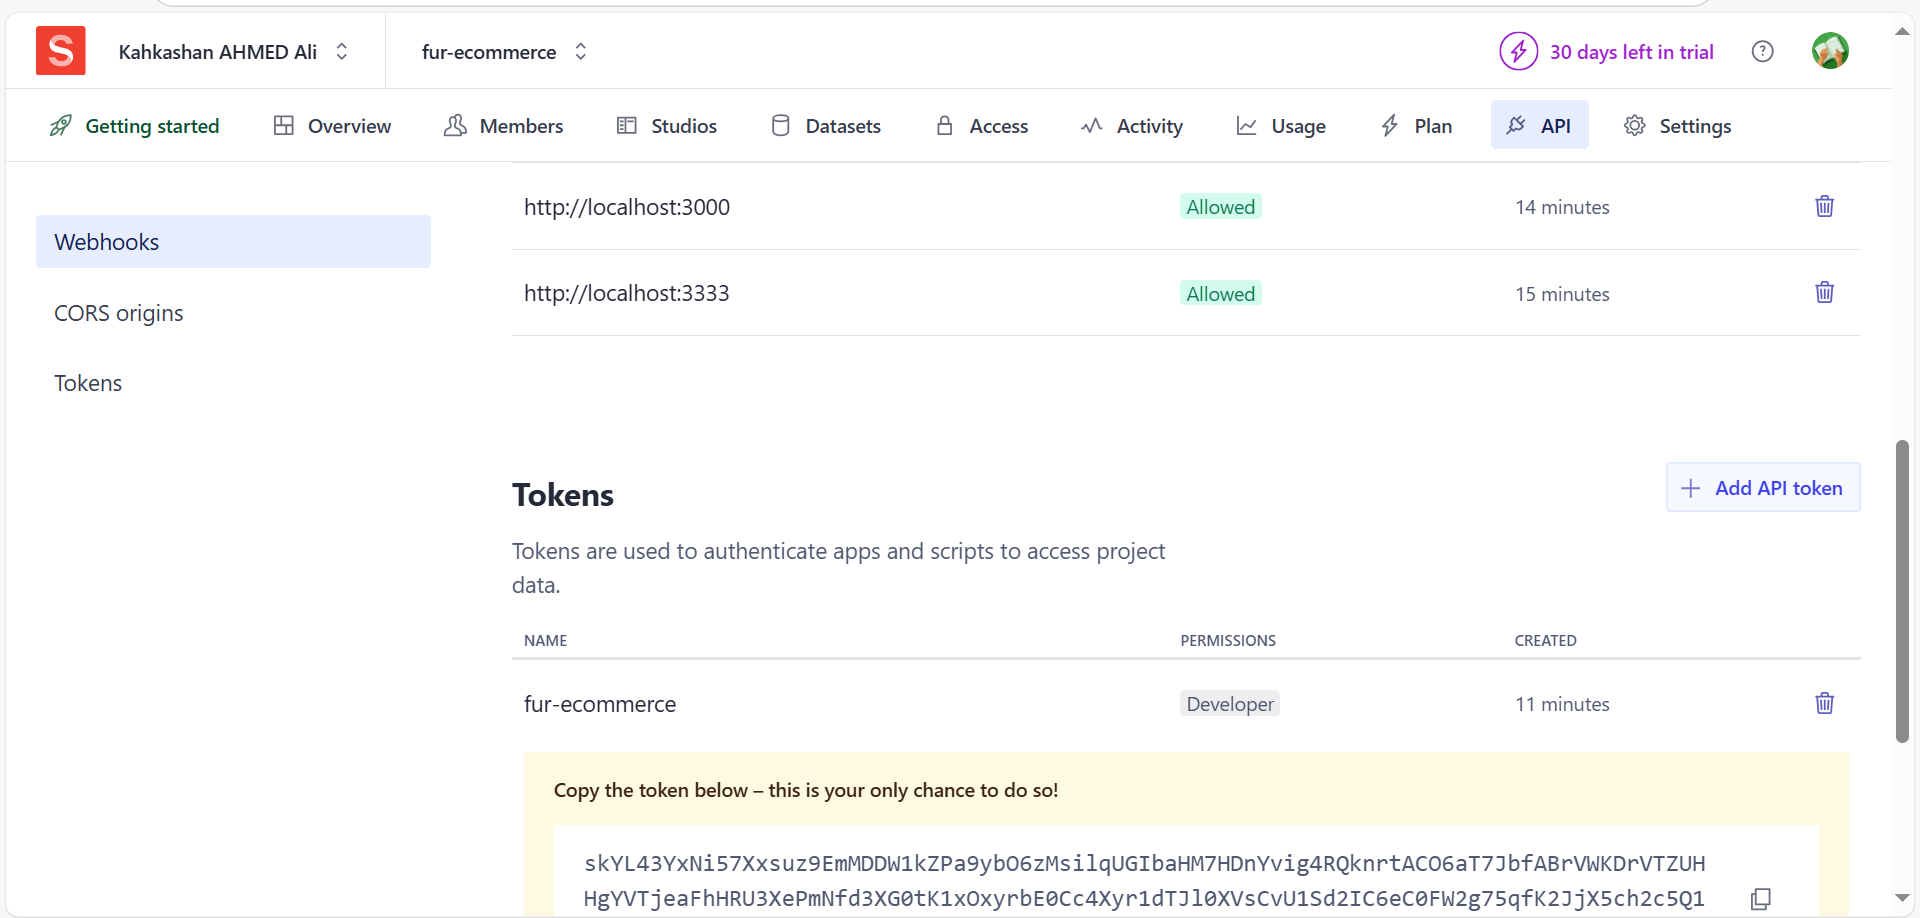 S Kahkashan AHMED Ali fur-ecommerce 30 days left in trial ?
Getting started Overview Members Studios Datasets Access Activity Usage Plan API Settings
http://localhost:3000 Allowed 14 minutes
Webhooks
http://localhost:3333 Allowed 15 minutes
CORS origins
Tokens
Tokens
Add API token
Tokens are used to authenticate apps and scripts to access project
data.
NAME PERMISSIONS CREATED
fur-ecommerce Developer 11 minutes
Copy the token below – this is your only chance to do so!
skYL43YxNi57Xxsuz9EmMDDW1kZPa9ybO6zMsilqUGIbaHM7HDnYvig4RQknrtACO6aT7JbfABrVWKDrVTZUH
HgYVTjeaFhHRU3XePmNfd3XG0tK1xOxyrbE0Cc4Xyr1dTJl0XVsCvU1Sd2IC6eC0FW2g75qfK2JjX5ch2c5Q1